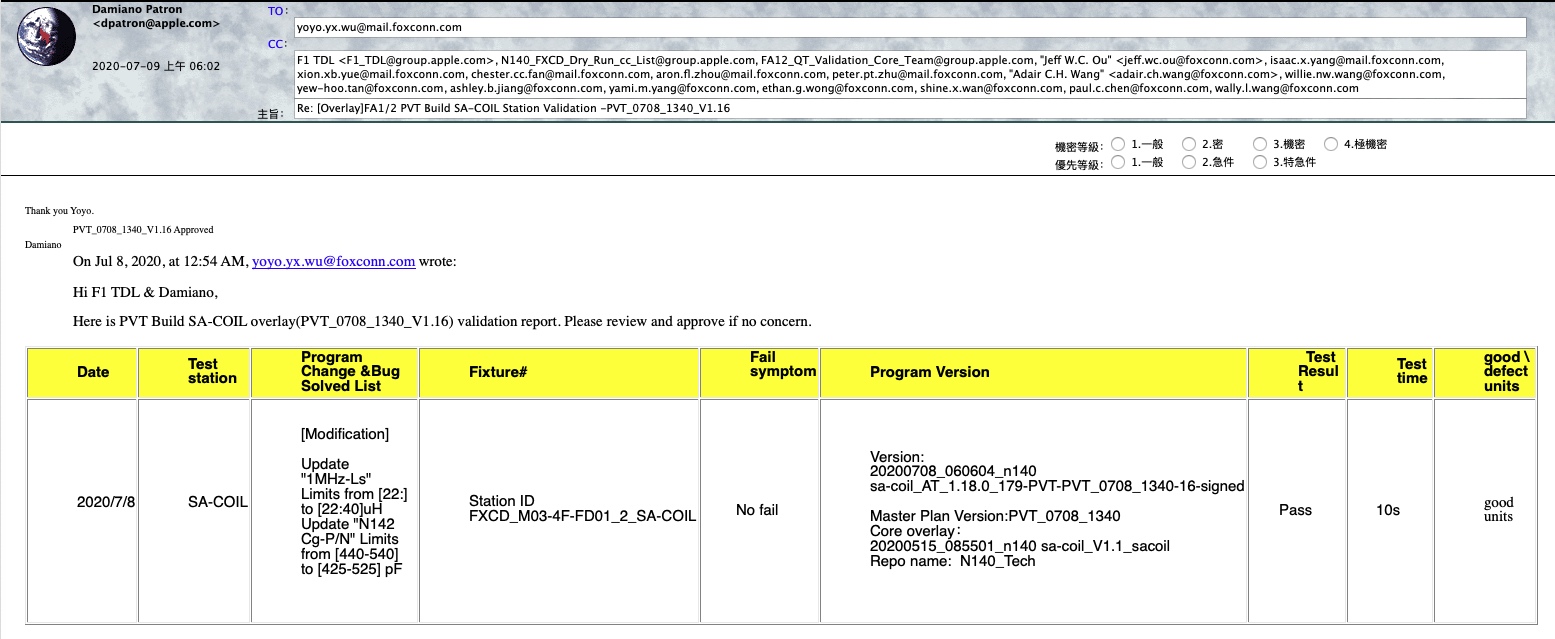 Damiano Patron
<dpatron@apple.com>
2020-07-09 上午 06:02
TO:
yoyo.yx.wu@mail.foxconn.com
CC:
F1 TDL <F1_TDL@group.apple.com>, N140_FXCD_Dry_Run_cc_List@group.apple.com, FA12_QT_Validation_Core_Team@group.apple.com, "Jeff W.C. Ou" <jeff.wc.ou@foxconn.com>, isaac.x.yang@mail.foxconn.com,
xion.xb.yue@mail.foxconn.com, chester.cc.fan@mail.foxconn.com, aron.fl.zhou@mail.foxconn.com, peter.pt.zhu@mail.foxconn.com, "Adair C.H. Wang" <adair.ch.wang@foxconn.com>, willie.nw.wang@foxconn.com,
yew-hoo.tan@foxconn.com, ashley.b.jiang@foxconn.com, yami.m.yang@foxconn.com, ethan.g.wong@foxconn.com, shine.x.wan@foxconn.com, paul.c.chen@foxconn.com, wally.l.wang@foxconn.com
主旨:
Re: [Overlay]FA1/2 PVT Build SA-COIL Station Validation -PVT_0708_1340_V1.16
機密等級: 1.一般 2.密 3.機密 4.極機密
優先等級: 1.一般 2.急件 3.特急件
Thank you Yoyo.
PVT_0708_1340_V1.16 Approved
Damiano
On Jul 8, 2020, at 12:54 AM, yoyo.yx.wu@foxconn.com wrote:
Hi F1 TDL & Damiano,
Here is PVT Build SA-COIL overlay(PVT_0708_1340_V1.16) validation report. Please review and approve if no concern.
Date
Test
station
Program
Change &Bug
Solved List
Fixture#
Fail
symptom
Program Version
Test
Resul
t
Test
time
good \
defect
units
2020/7/8
SA-COIL
[Modification]
Update
"1MHz-Ls"
Limits from [22:]
to [22:40]uH
Update "N142
Cg-P/N" Limits
from [440-540]
to [425-525] pF
Station ID
FXCD_M03-4F-FD01_2_SA-COIL
No fail
Version:
20200708_060604_n140
sa-coil_AT_1.18.0_179-PVT-PVT_0708_1340-16-signed
Master Plan Version:PVT_0708_1340
Core overlay：
20200515_085501_n140 sa-coil_V1.1_sacoil
Repo name: N140_Tech
Pass
10s
good
units